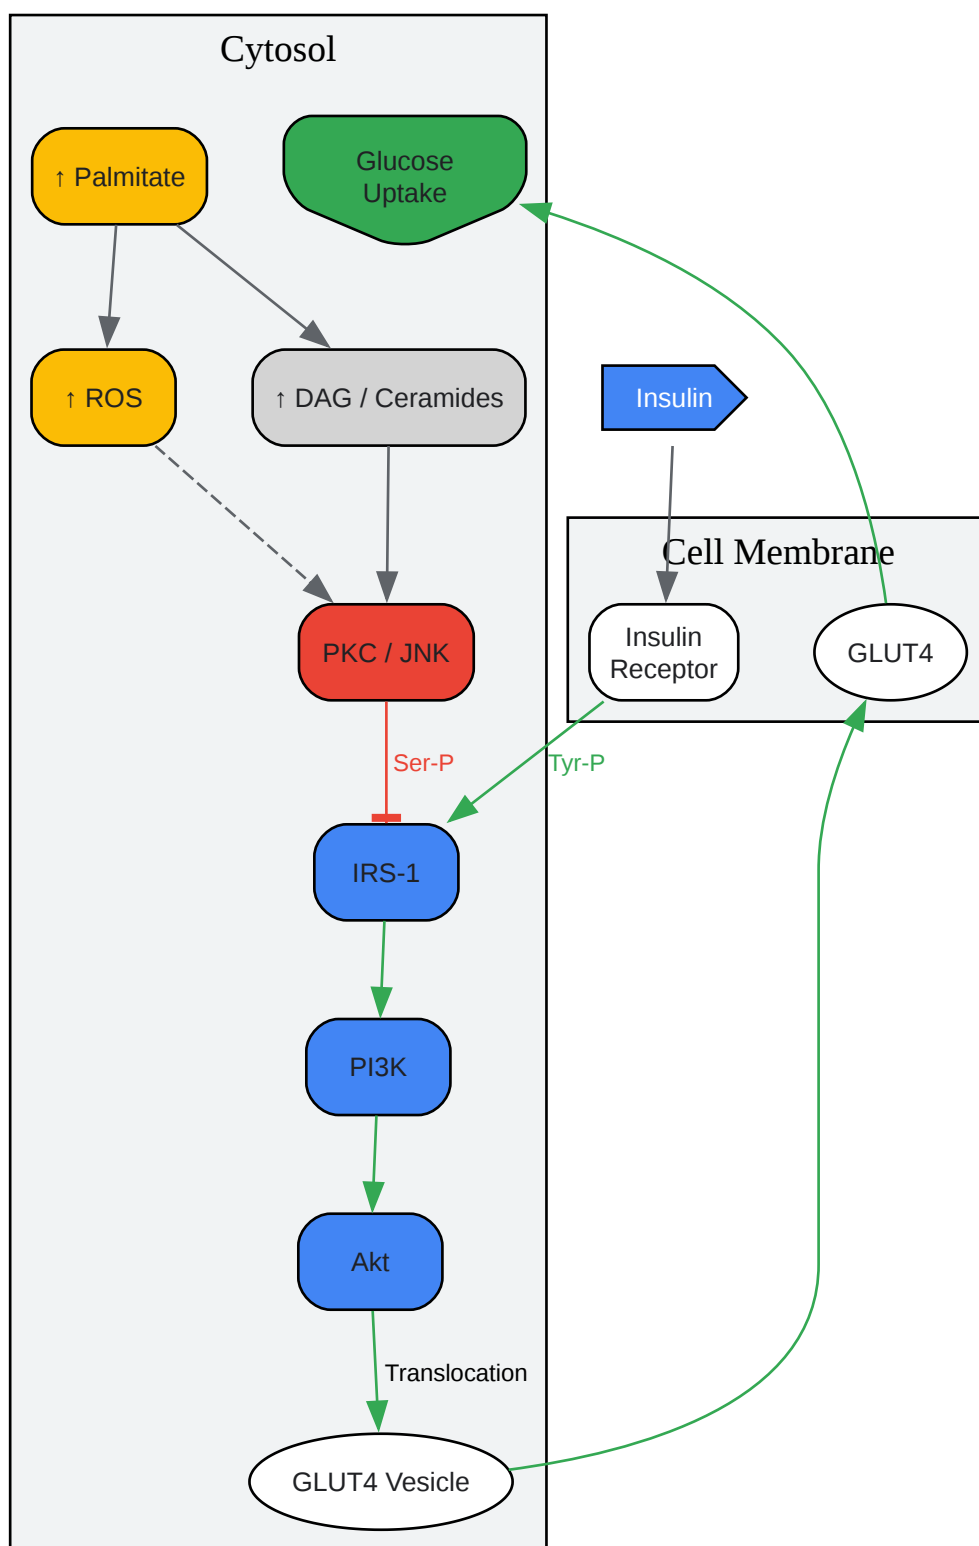 Cytosol
↑ Palmitate
Glucose
Uptake
↑ ROS
↑ DAG / Ceramides
Insulin
Cell Membrane
PKC / JNK
Insulin
Receptor
GLUT4
Ser-P
Tyr-P
IRS-1
PI3K
Akt
Translocation
GLUT4 Vesicle